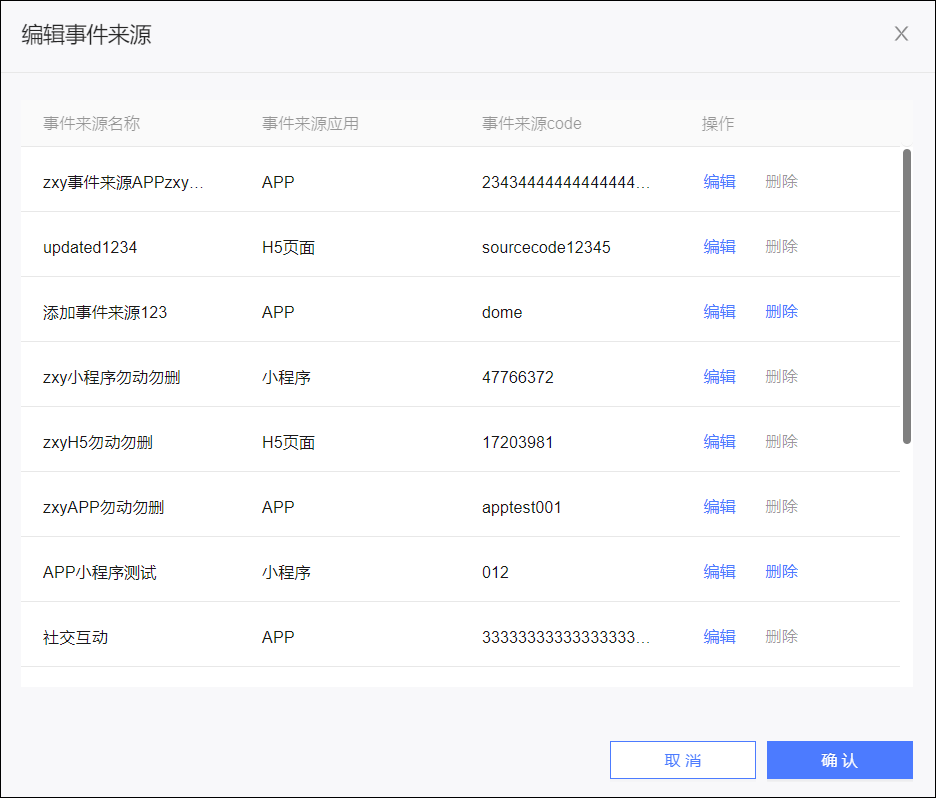 编辑事件来源
事件来源名称 事件来源应用 事件来源code 操作
zxy事件来源APPzxy... APP 23434444444444444... 编辑 删除
updated1234 H5页面 sourcecode12345 编辑 删除
添加事件来源123 APP dome 编辑 删除
zxy小程序勿动勿删 小程序 47766372 编辑 删除
zxyH5勿动勿删 H5页面 17203981 编辑 删除
zxyAPP勿动勿删 APP apptest001 编辑 删除
APP小程序测试 小程序 012 编辑 删除
社交互动 APP 33333333333333333... 编辑 删除
取消 确认